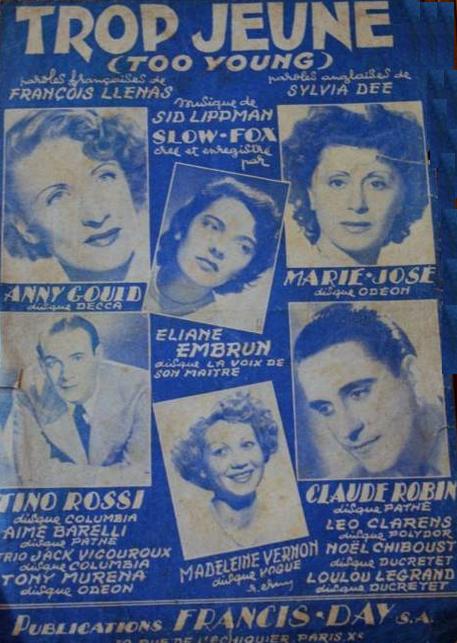 TROP JEUNE
(TOO YOUNG)
paroles françaises de
FRANÇOIS LLENAS
paroles anglaises de
SYLVIA DEE
musique de
SID LIPPMAN
SLOW-FOX
créé et enregistré
par
ANNY GOULD
disque DECCA
MARIE-JOSÉ
disque ODEON
ELIANE
EMBRUN
disque LA VOIX DE
SON MAITRE
TINO ROSSI
disque COLUMBIA
AIMÉ BARELLI
disque PATHÉ
TRIO JACK VIGOUROUX
disque COLUMBIA
TONY MURENA
disque ODEON
MADELEINE VERNON
disque VOGUE
CLAUDE ROBIN
disque PATHÉ
LEO CLARENS
disque POLYDOR
NOËL CHIBOUST
disque DUCRETET
LOULOU LEGRAND
disque DUCRETET
PUBLICATIONS FRANCIS-DAY S.A.
RUE DE L'ECHIQUIER, PARIS Xe